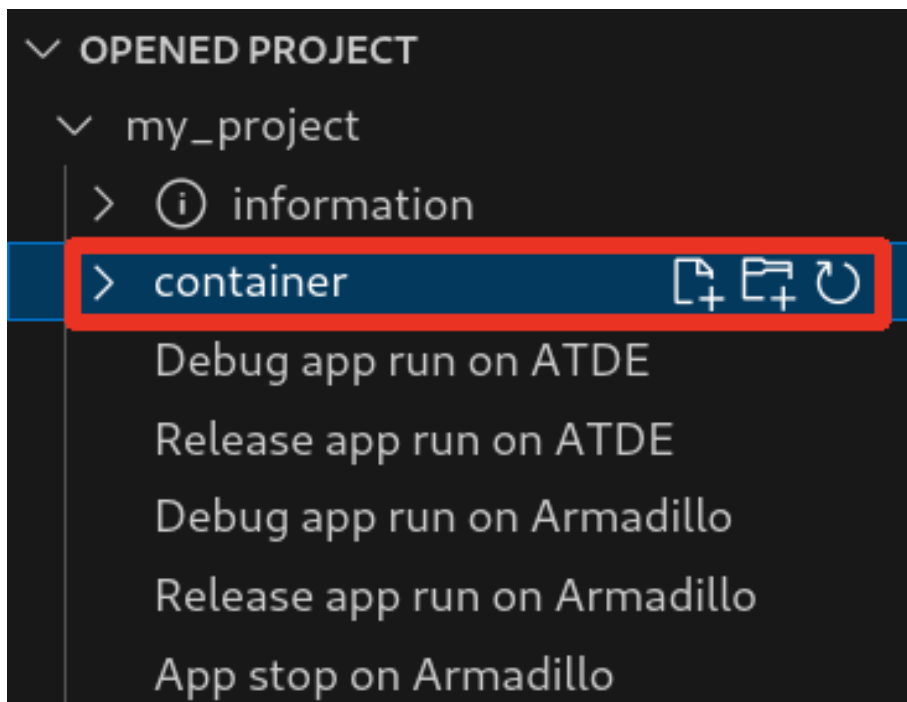 OPENED PROJECT
my_project
information
container
Debug app run on ATDE
Release app run on ATDE
Debug app run on Armadillo
Release app run on Armadillo
App stop on Armadillo